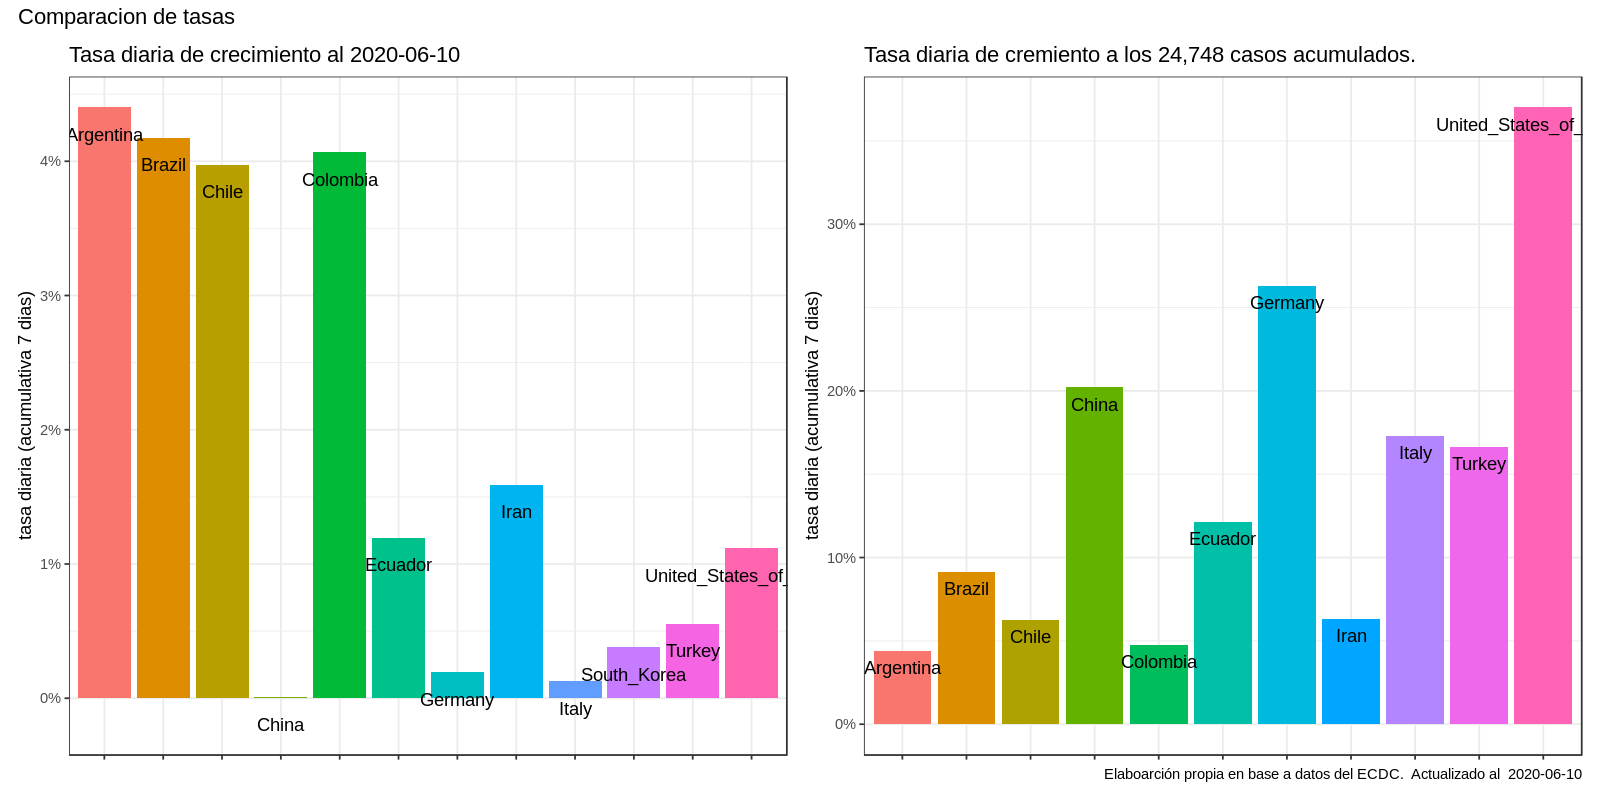 Comparacion de tasas
Tasa diaria de crecimiento al 2020-06-10
tasa diaria (acumulativa 7 dias)
4%
3%
2%
1%
0%
Argentina
Brazil
Chile
China
Colombia
Ecuador
Germany
Iran
Italy
South_Korea
Turkey
United_States_of_
Tasa diaria de cremiento a los 24,748 casos acumulados.
tasa diaria (acumulativa 7 dias)
30%
20%
10%
0%
Argentina
Brazil
Chile
China
Colombia
Ecuador
Germany
Iran
Italy
Turkey
United_States_of_
Elaboarción propia en base a datos del ECDC. Actualizado al 2020-06-10